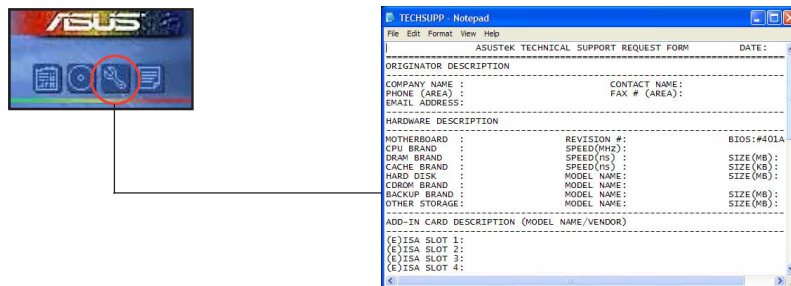 ASUS
TECHSUPP - Notepad
File Edit Format View Help
ASUSTeK TECHNICAL SUPPORT REQUEST FORM DATE:
ORIGINATOR DESCRIPTION
COMPANY NAME : CONTACT NAME:
PHONE (AREA) : FAX # (AREA):
EMAIL ADDRESS:
HARDWARE DESCRIPTION
MOTHERBOARD : REVISION #: BIOS:#401A
CPU BRAND : SPEED(MHz):
DRAM BRAND : SPEED(ns) : SIZE(MB):
CACHE BRAND : SPEED(ns) : SIZE(KB):
HARD DISK : MODEL NAME: SIZE(MB):
CDROM BRAND : MODEL NAME:
BACKUP BRAND : MODEL NAME: SIZE(MB):
OTHER STORAGE: MODEL NAME: SIZE(MB):
ADD-IN CARD DESCRIPTION (MODEL NAME/VENDOR)
(E)ISA SLOT 1:
(E)ISA SLOT 2:
(E)ISA SLOT 3:
(E)ISA SLOT 4: